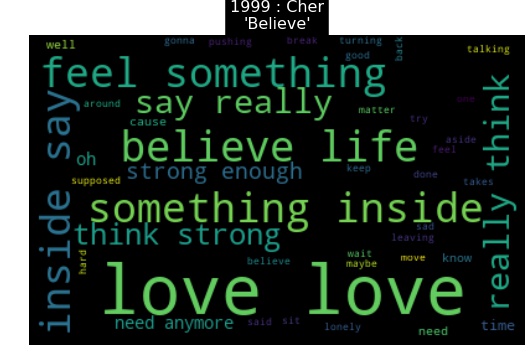 1999 : Cher
'Believe'
well
gonna
pushing
break
turning
good
back
talking
feel something
around
say really
matter
one
cause
try
believe life
aside
feel
oh
strong enough
keep
supposed
done
takes
inside say
really think
something inside
think strong
sad
leaving
hard
wait
maybe
move
know
believe
love love
need anymore
said
sit
lonely
need
time